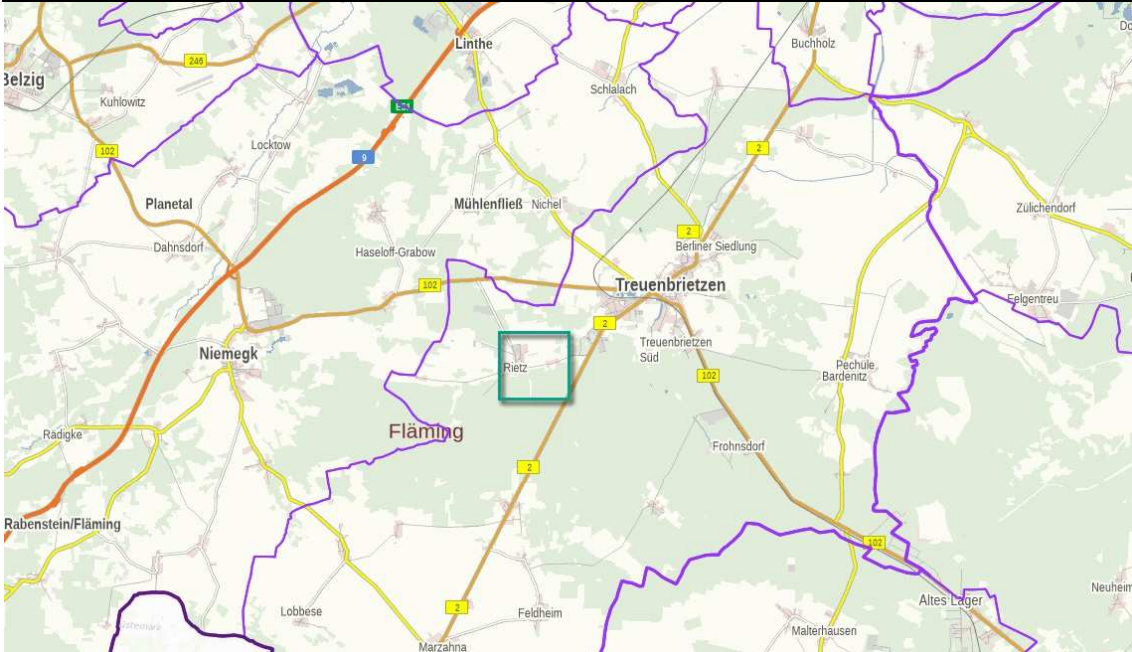 Linthe
Buchholz
246
Belzig
Schlalach
Kuhlowitz
Locktow
102
9
2
Planetal
Mühlenfließ
Nichel
Zülichendorf
2
Dahnsdorf
Haseloff-Grabow
Berliner Siedlung
102
Treuenbrietzen
Felgentreu
2
Niemegk
Treuenbrietzen
Süd
Rietz
Pechüle
Bardenitz
102
Fläming
Rädigke
Frohnsdorf
2
Rabenstein/Fläming
102
Neuheim
Altes Lager
2
Lobbese
Feldheim
Malterhausen
Marzahna